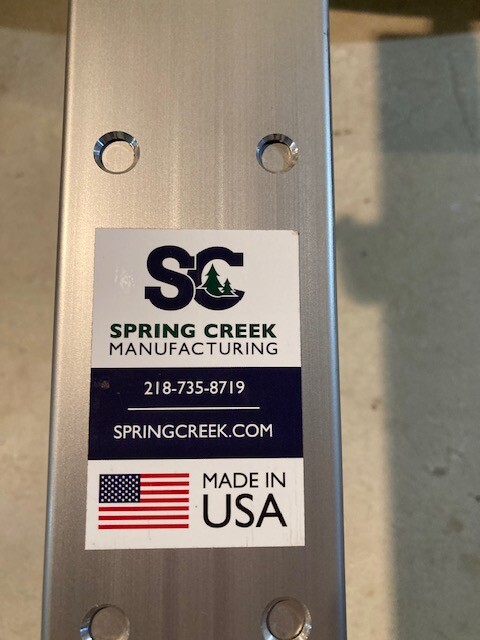 SC
SPRING CREEK
MANUFACTURING
218-735-8719
SPRINGCREEK.COM
MADE IN
USA